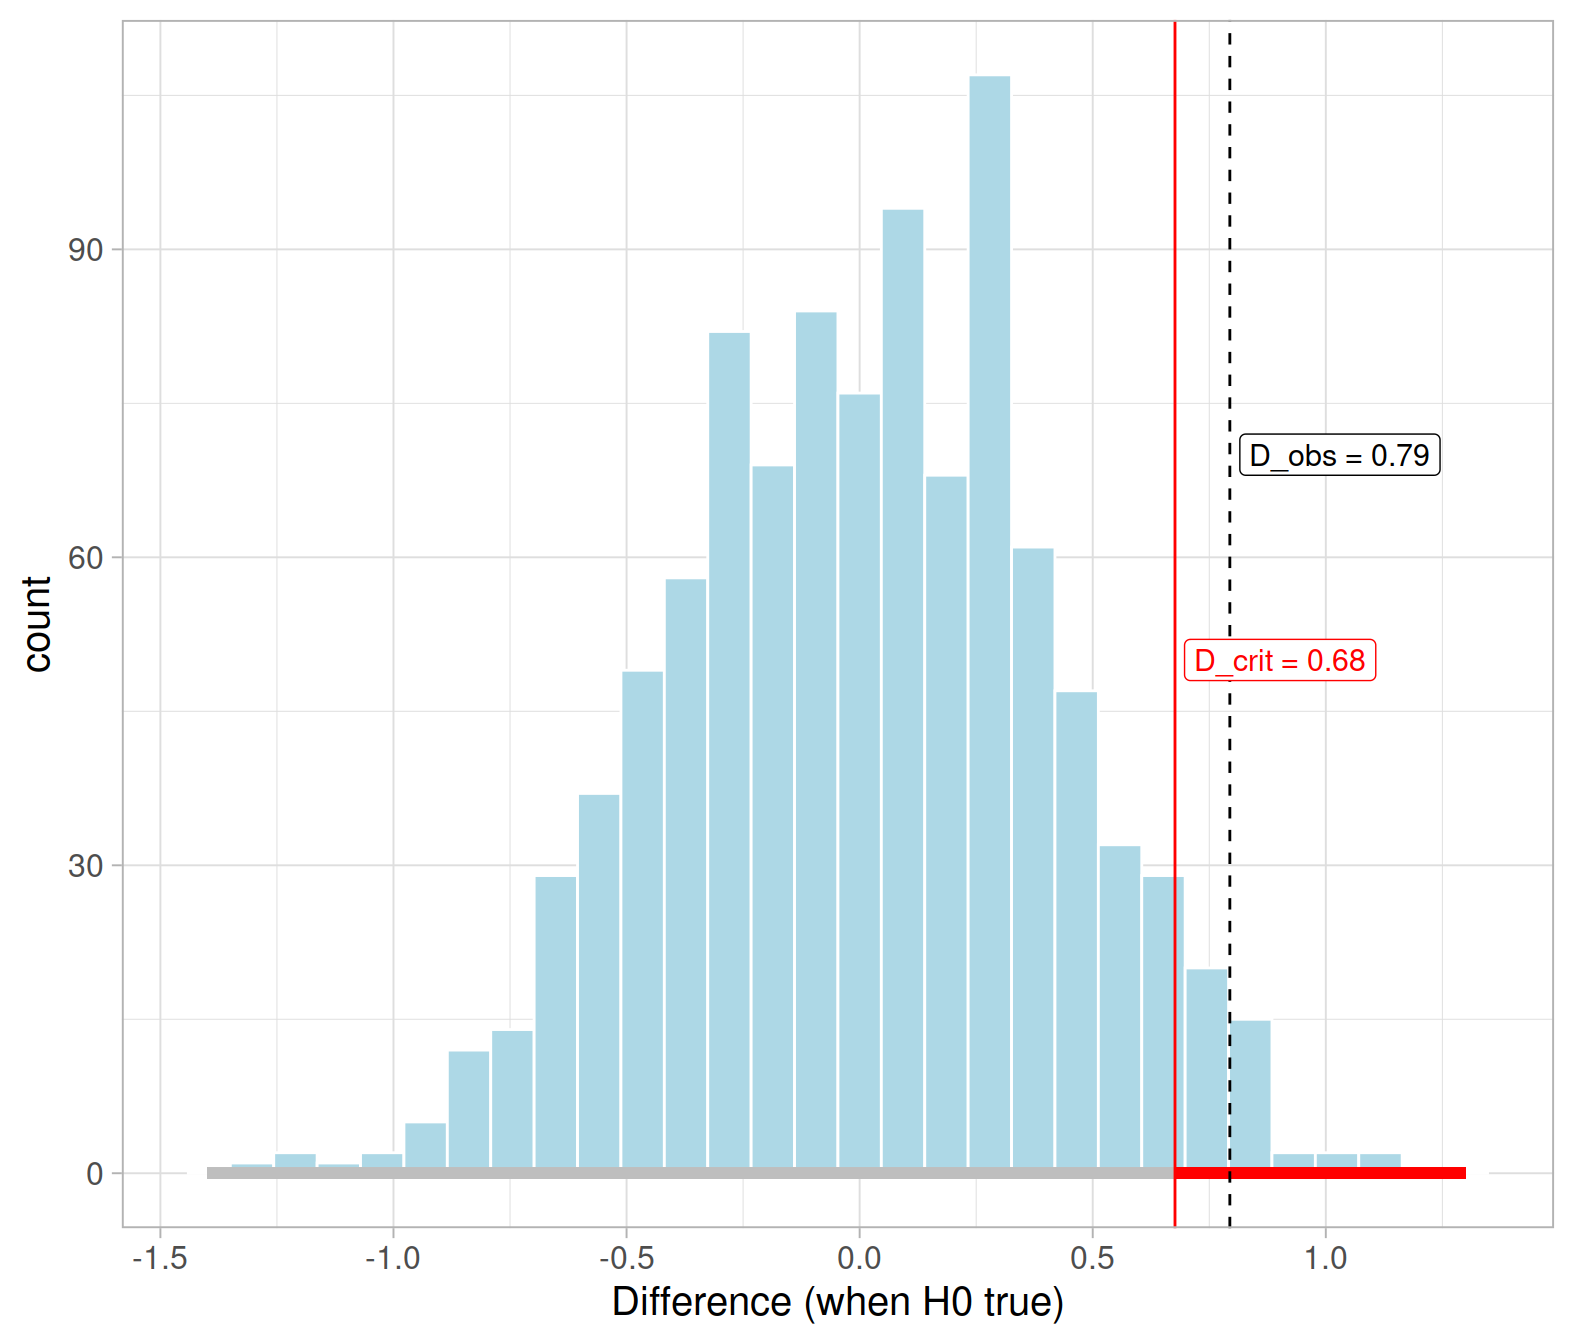 90
60
30
0
count
D_obs = 0.79
D_crit = 0.68
-1.5 -1.0 -0.5 0.0 0.5 1.0
Difference (when H0 true)